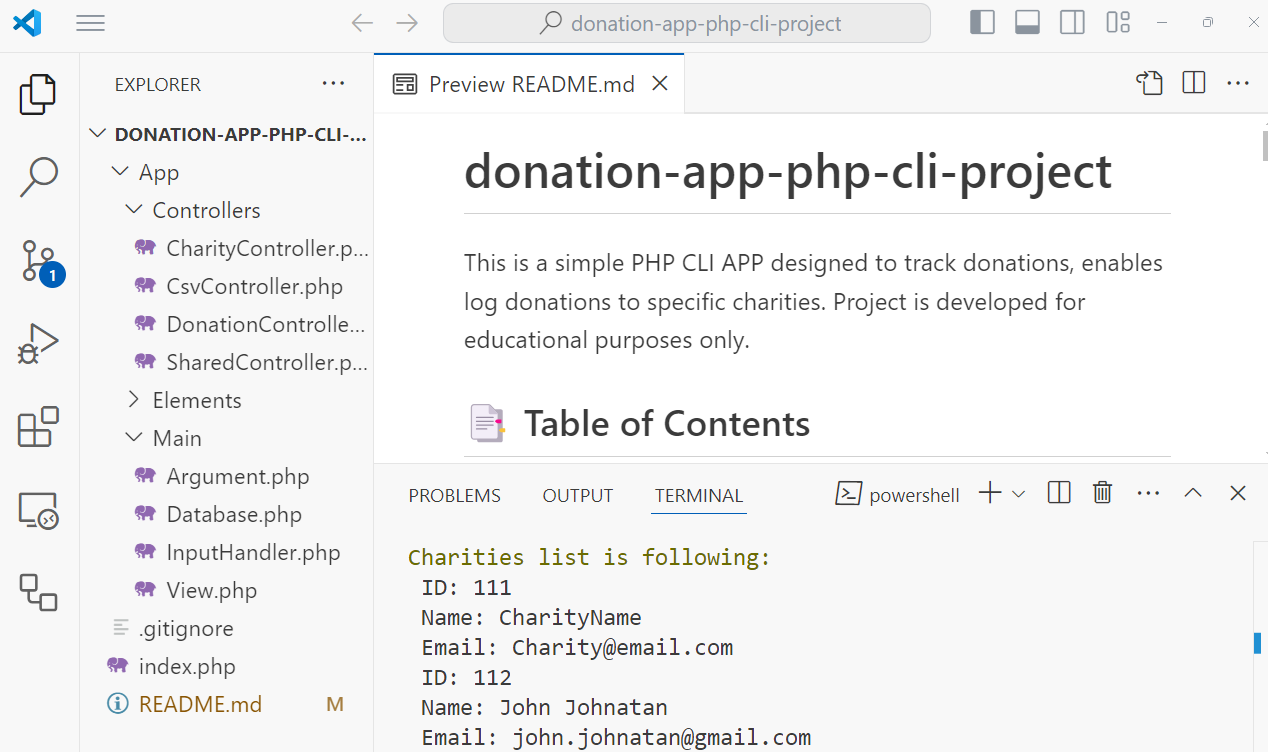 donation-app-php-cli-project
EXPLORER
DONATION-APP-PHP-CLI-...
App
Controllers
CharityController.p...
CsvController.php
DonationControlle...
SharedController.p...
Elements
Main
Argument.php
Database.php
InputHandler.php
View.php
.gitignore
index.php
README.md M
1
Preview README.md
donation-app-php-cli-project
This is a simple PHP CLI APP designed to track donations, enables
log donations to specific charities. Project is developed for
educational purposes only.
Table of Contents
PROBLEMS OUTPUT TERMINAL powershell
Charities list is following:
ID: 111
Name: CharityName
Email: Charity@email.com
ID: 112
Name: John Johnatan
Email: john.johnatan@gmail.com